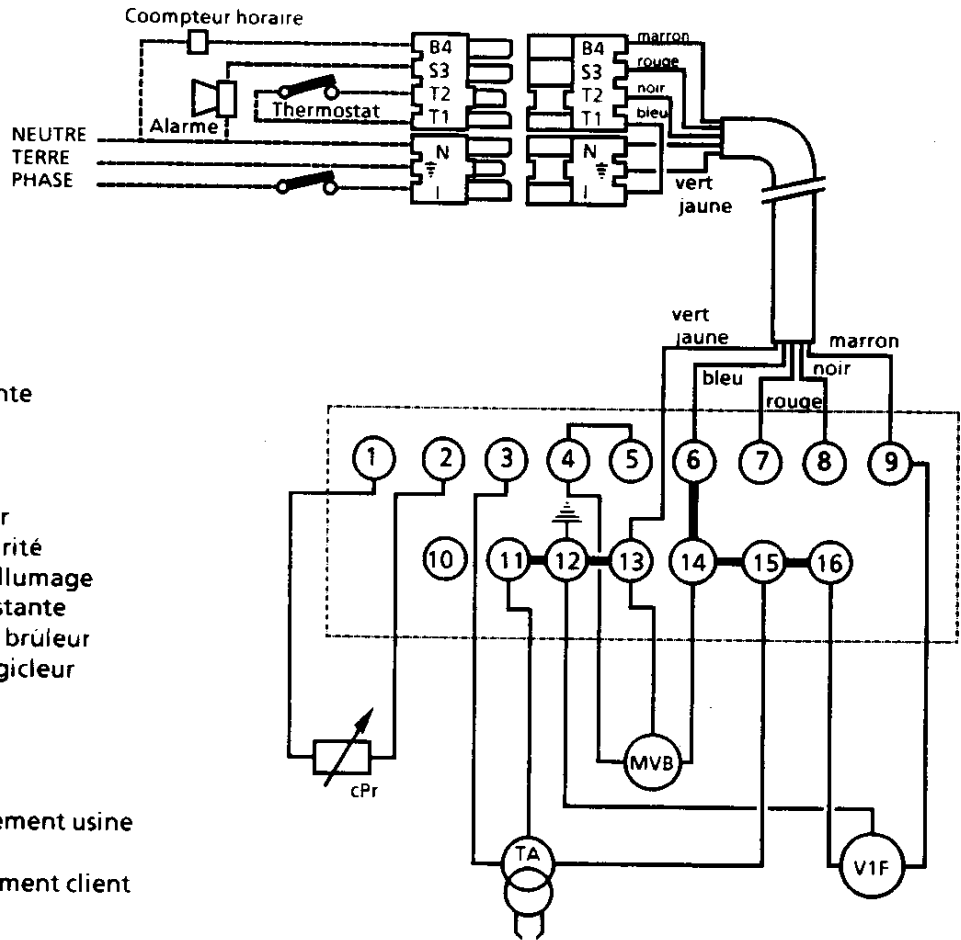 Coompteur horaire
B4
S3
T2
T1
N
I
Alarme
Thermostat
NEUTRE
TERRE
PHASE
B4
S3
T2
T1
N
I
marron
rouge
noir
bleu
vert
jaune
vert
jaune
bleu
rouge
noir
marron
nte
r
rité
llumage
stante
brûleur
gicleur
ement usine
ment client
1
2
3
4
5
6
7
8
9
10
11
12
13
14
15
16
cPr
MVB
TA
V1F